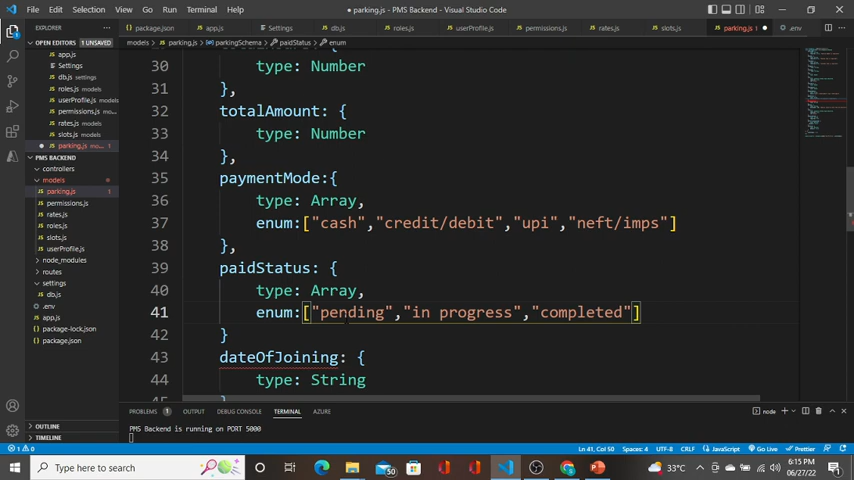 File Edit Selection View Go Run Terminal Help
● parking.js - PMS Backend - Visual Studio Code
EXPLORER
package.json app.js Settings db.js roles.js userProfile.js permissions.js rates.js slots.js parking.js 1 ● .env
OPEN EDITORS 1 UNSAVED
models > parking.js > parkingSchema > paidStatus > enum
app.js
Settings
db.js settings
roles.js models
userProfile.js models
permissions.js mo...
rates.js models
slots.js models
parking.js mo... 1
PMS BACKEND
controllers
models
parking.js 1
permissions.js
rates.js
roles.js
slots.js
userProfile.js
node_modules
routes
settings
db.js
.env
app.js
package-lock.json
package.json
OUTLINE
TIMELINE
30 type: Number
31 },
32 totalAmount: {
33 type: Number
34 },
35 paymentMode:{
36 type: Array,
37 enum:["cash","credit/debit","upi","neft/imps"]
38 },
39 paidStatus: {
40 type: Array,
41 enum:["pending","in progress","completed"]
42 }
43 dateOfJoining: {
44 type: String
PROBLEMS 1 OUTPUT DEBUG CONSOLE TERMINAL AZURE
node
PMS Backend is running on PORT 5000
1 0
Ln 41, Col 50 Spaces: 4 UTF-8 CRLF JavaScript Go Live Prettier
Type here to search
50
33°C
6:15 PM
06/27/22